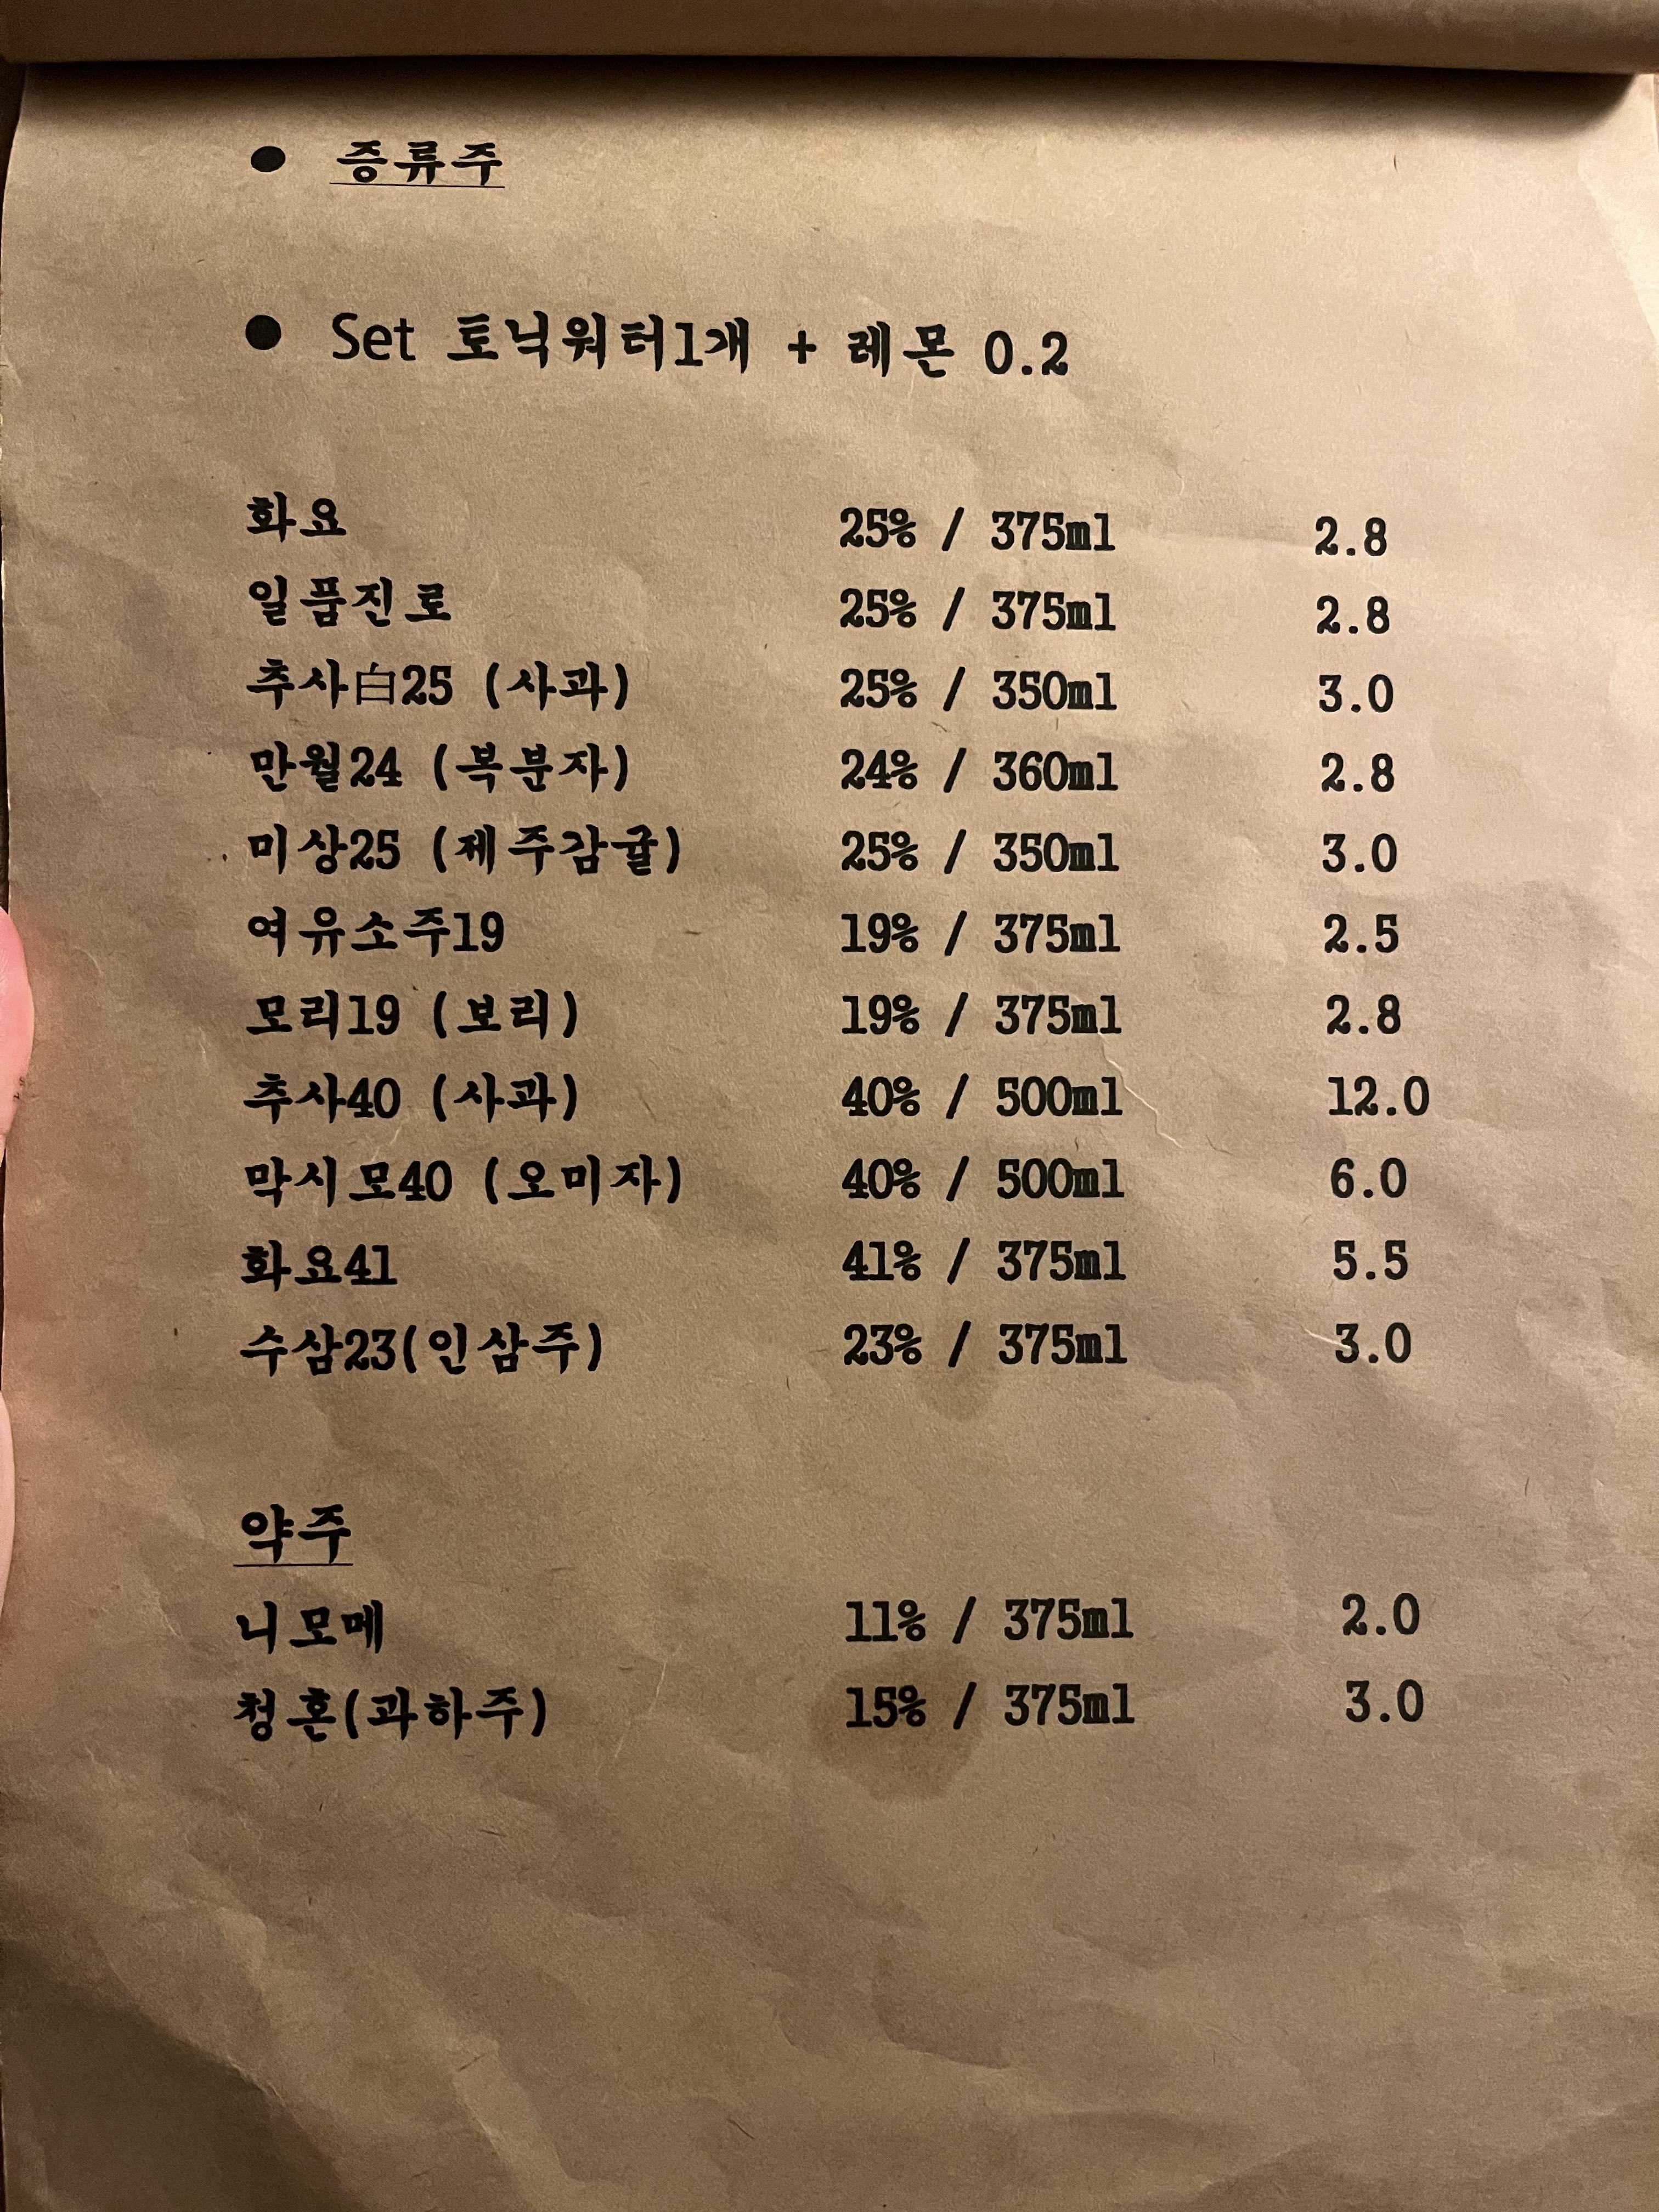 ● 증류주
● Set 토닉워터1개 + 레몬 0.2
화요 25% / 375ml 2.8
일품진로 25% / 375ml 2.8
추사白25 (사과) 25% / 350ml 3.0
만월24 (복분자) 24% / 360ml 2.8
미상25 (제주감귤) 25% / 350ml 3.0
여유소주19 19% / 375ml 2.5
모리19 (보리) 19% / 375ml 2.8
추사40 (사과) 40% / 500ml 12.0
막시모40 (오미자) 40% / 500ml 6.0
화요41 41% / 375ml 5.5
수삼23(인삼주) 23% / 375ml 3.0
약주
니모메 11% / 375ml 2.0
청혼(과하주) 15% / 375ml 3.0